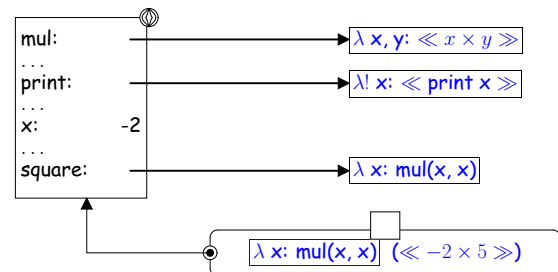 mul: λ x, y: ≪ x × y ≫
. . .
print: λ! x: ≪ print x ≫
. . .
x: -2
. . .
square: λ x: mul(x, x)
λ x: mul(x, x) (≪ −2 × 5 ≫)